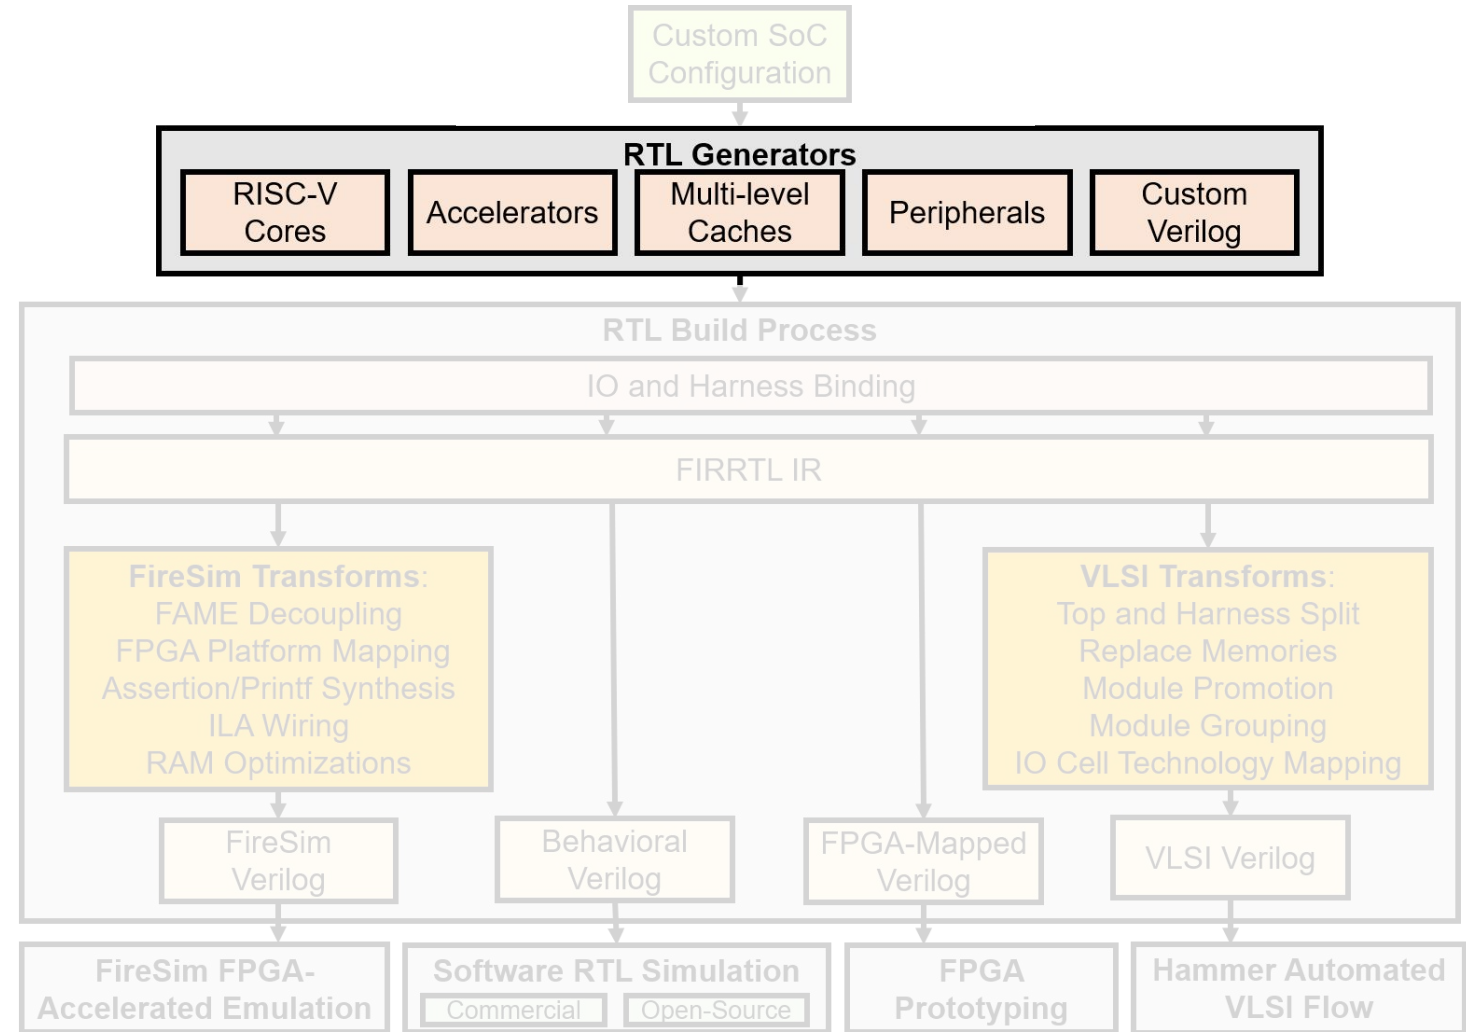 Custom SoC
Configuration
RTL Generators
RISC-V
Cores
Accelerators
Multi-level
Caches
Peripherals
Custom
Verilog
RTL Build Process
IO and Harness Binding
FIRRTL IR
FireSim Transforms:
FAME Decoupling
FPGA Platform Mapping
Assertion/Printf Synthesis
ILA Wiring
RAM Optimizations
VLSI Transforms:
Top and Harness Split
Replace Memories
Module Promotion
Module Grouping
IO Cell Technology Mapping
FireSim
Verilog
Behavioral
Verilog
FPGA-Mapped
Verilog
VLSI Verilog
FireSim FPGA-
Accelerated Emulation
Software RTL Simulation
Commercial
Open-Source
FPGA
Prototyping
Hammer Automated
VLSI Flow